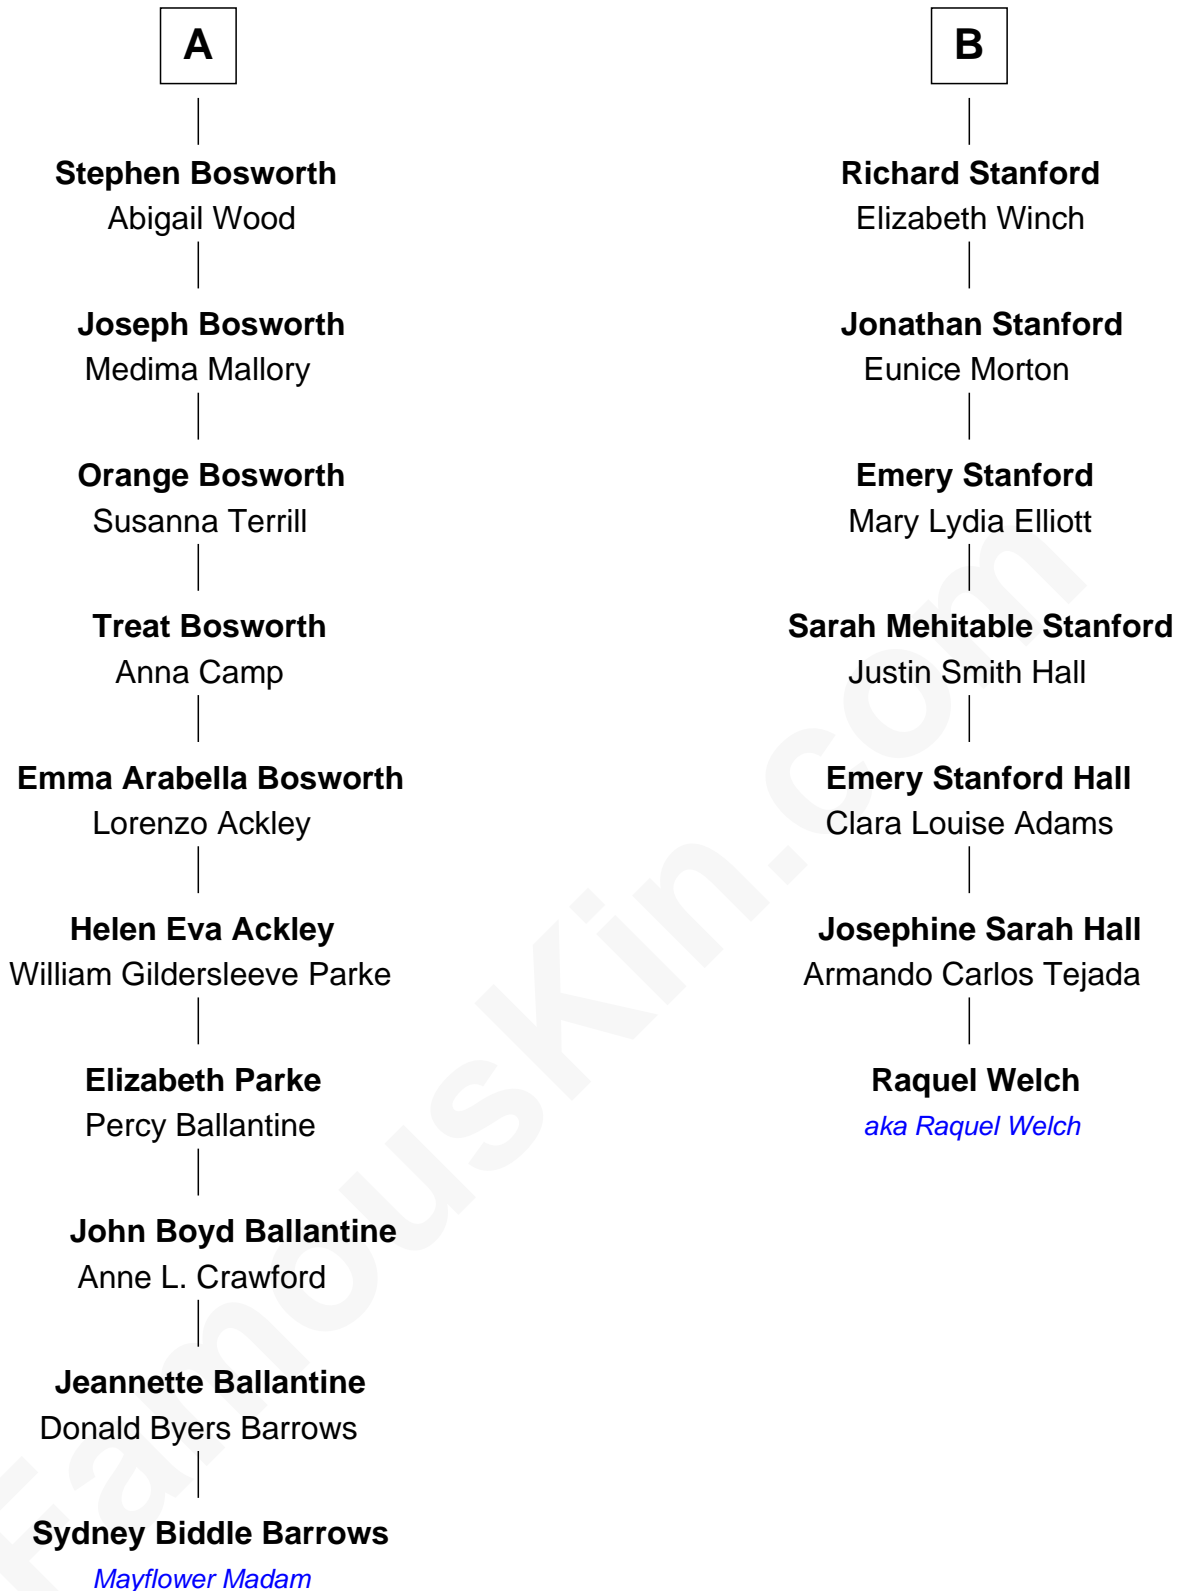 A
Stephen Bosworth
Abigail Wood
Joseph Bosworth
Medima Mallory
Orange Bosworth
Susanna Terrill
Treat Bosworth
Anna Camp
Emma Arabella Bosworth
Lorenzo Ackley
Helen Eva Ackley
William Gildersleeve Parke
Elizabeth Parke
Percy Ballantine
John Boyd Ballantine
Anne L. Crawford
Jeannette Ballantine
Donald Byers Barrows
Sydney Biddle Barrows
Mayflower Madam
B
Richard Stanford
Elizabeth Winch
Jonathan Stanford
Eunice Morton
Emery Stanford
Mary Lydia Elliott
Sarah Mehitable Stanford
Justin Smith Hall
Emery Stanford Hall
Clara Louise Adams
Josephine Sarah Hall
Armando Carlos Tejada
Raquel Welch
aka Raquel Welch
FamousKin.com